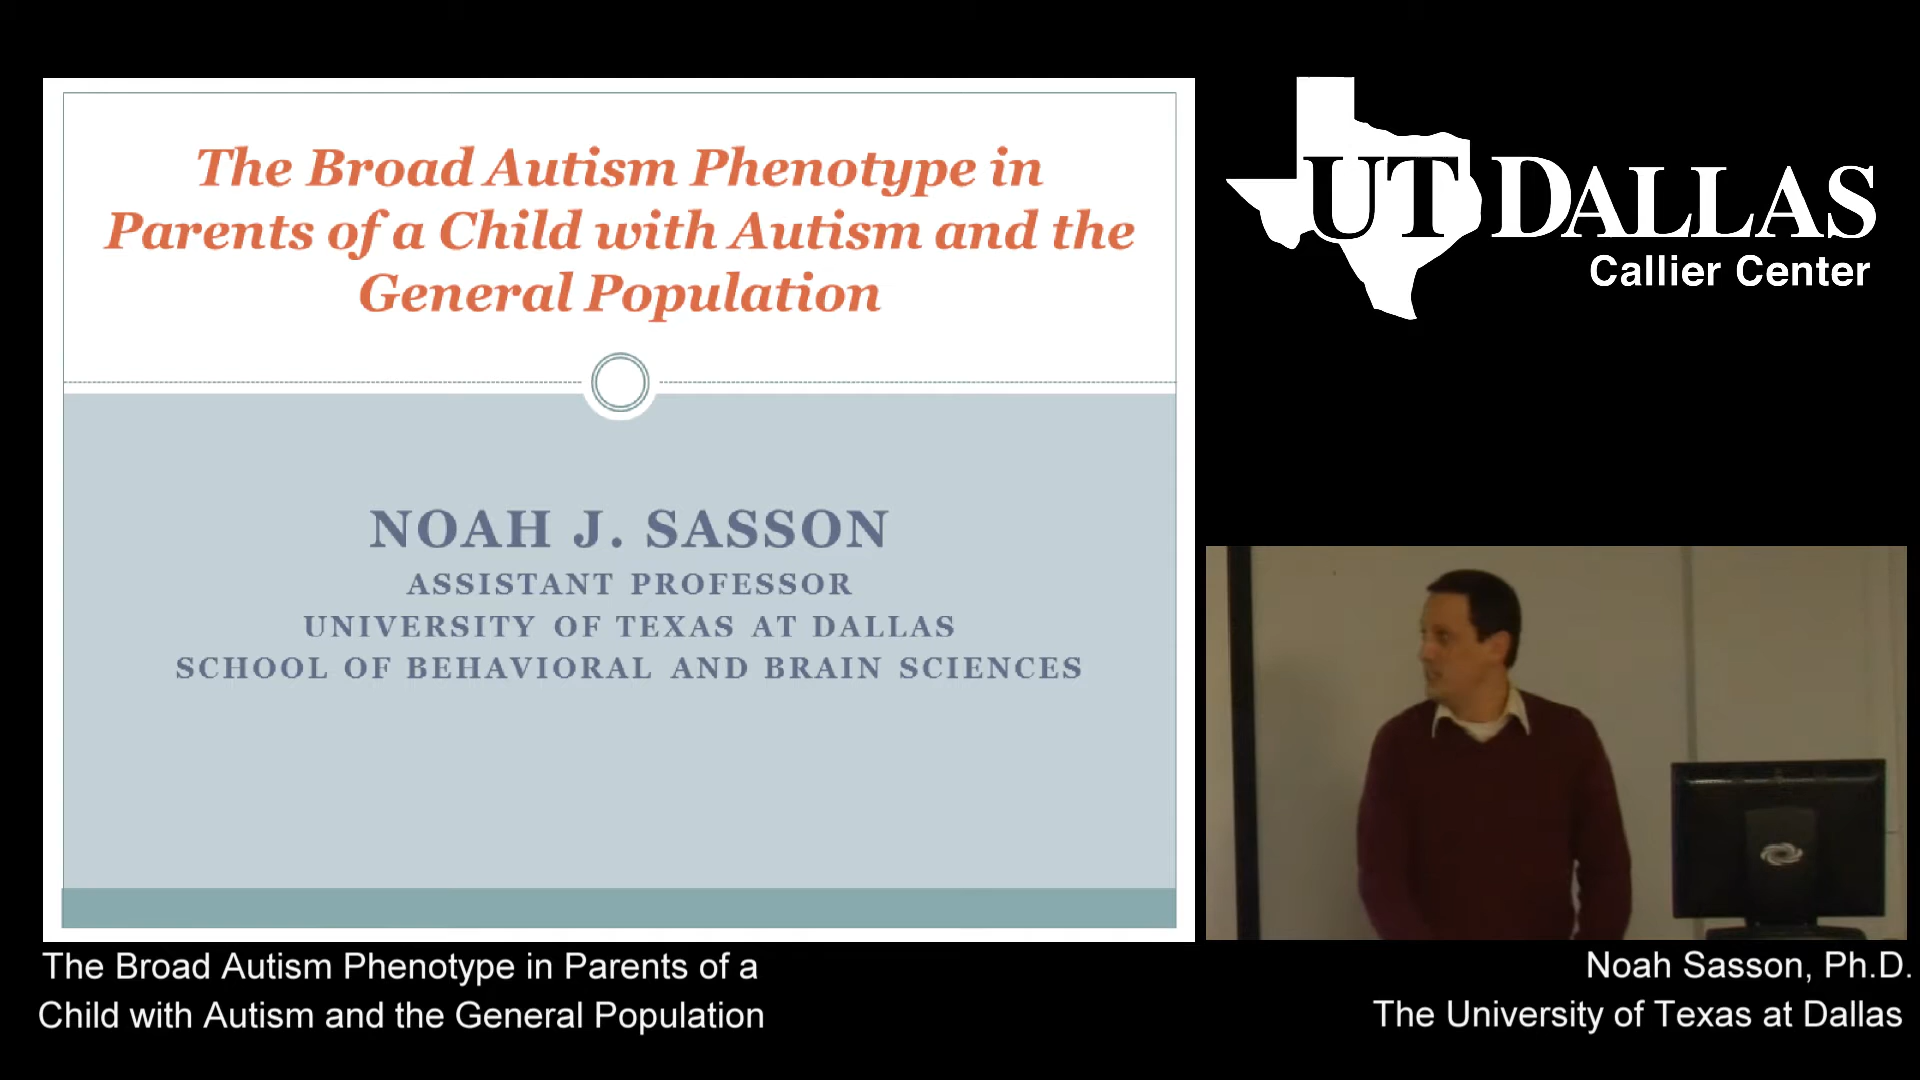 The Broad Autism Phenotype in
Parents of a Child with Autism and the
General Population
NOAH J. SASSON
ASSISTANT PROFESSOR
UNIVERSITY OF TEXAS AT DALLAS
SCHOOL OF BEHAVIORAL AND BRAIN SCIENCES
UT DALLAS
Callier Center
The Broad Autism Phenotype in Parents of a
Child with Autism and the General Population
Noah Sasson, Ph.D.
The University of Texas at Dallas